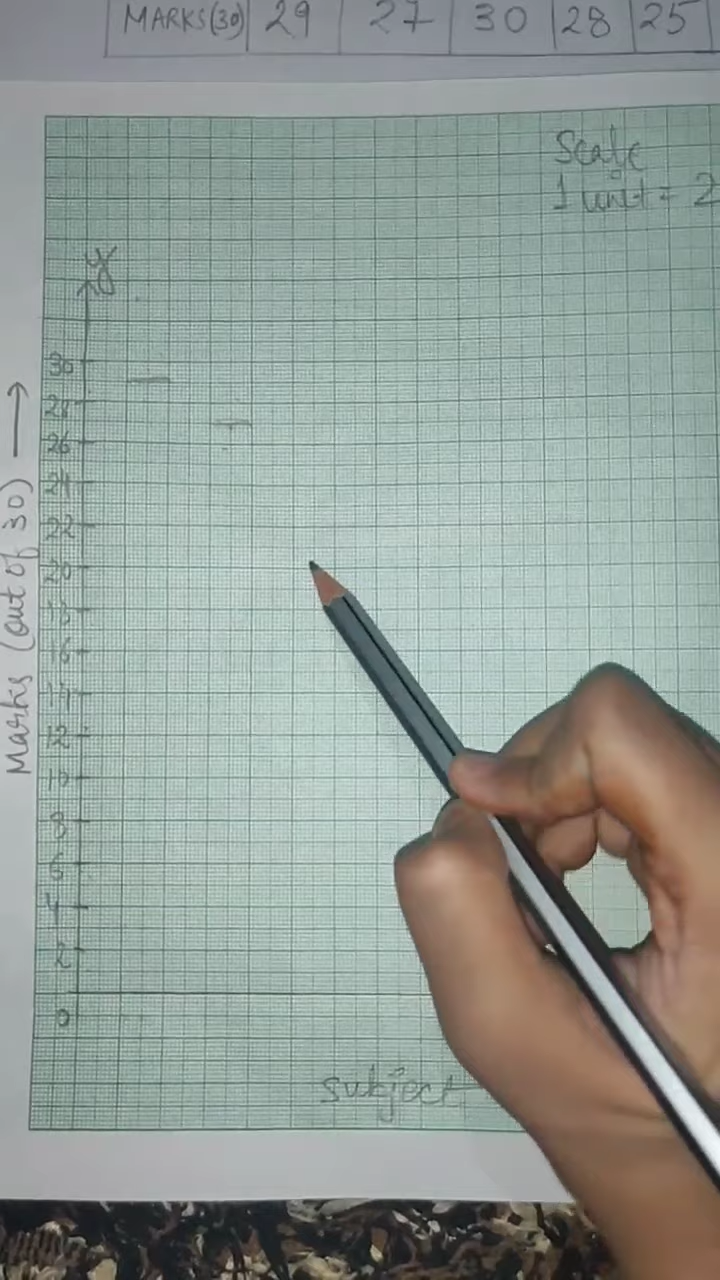 MARKS(30) 29 27 30 28 25
Scale
1 unit = 2
y
30
28
26
24
22
20
18
16
14
12
10
8
6
4
2
0
Marks (out of 30) →
subject